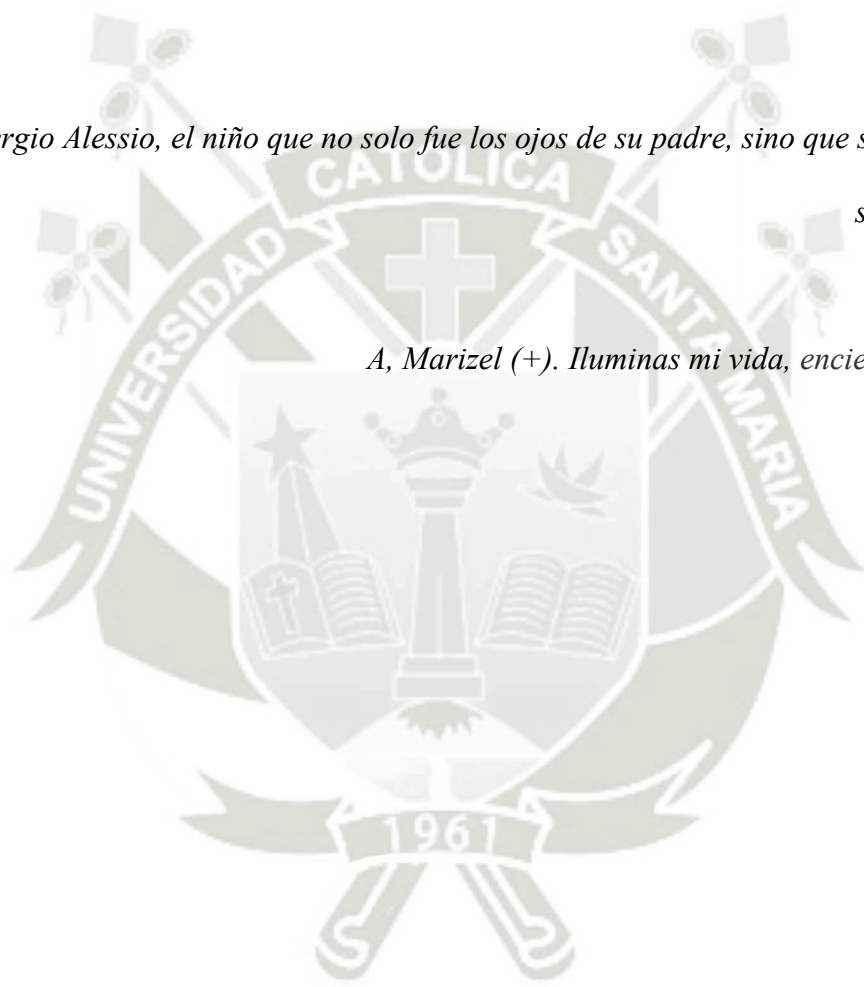 ergio Alessio, el niño que no solo fue los ojos de su padre, sino que s
s
A, Marizel (+). Iluminas mi vida, encie
UNIVERSIDAD CATOLICA SANTA MARIA
1961